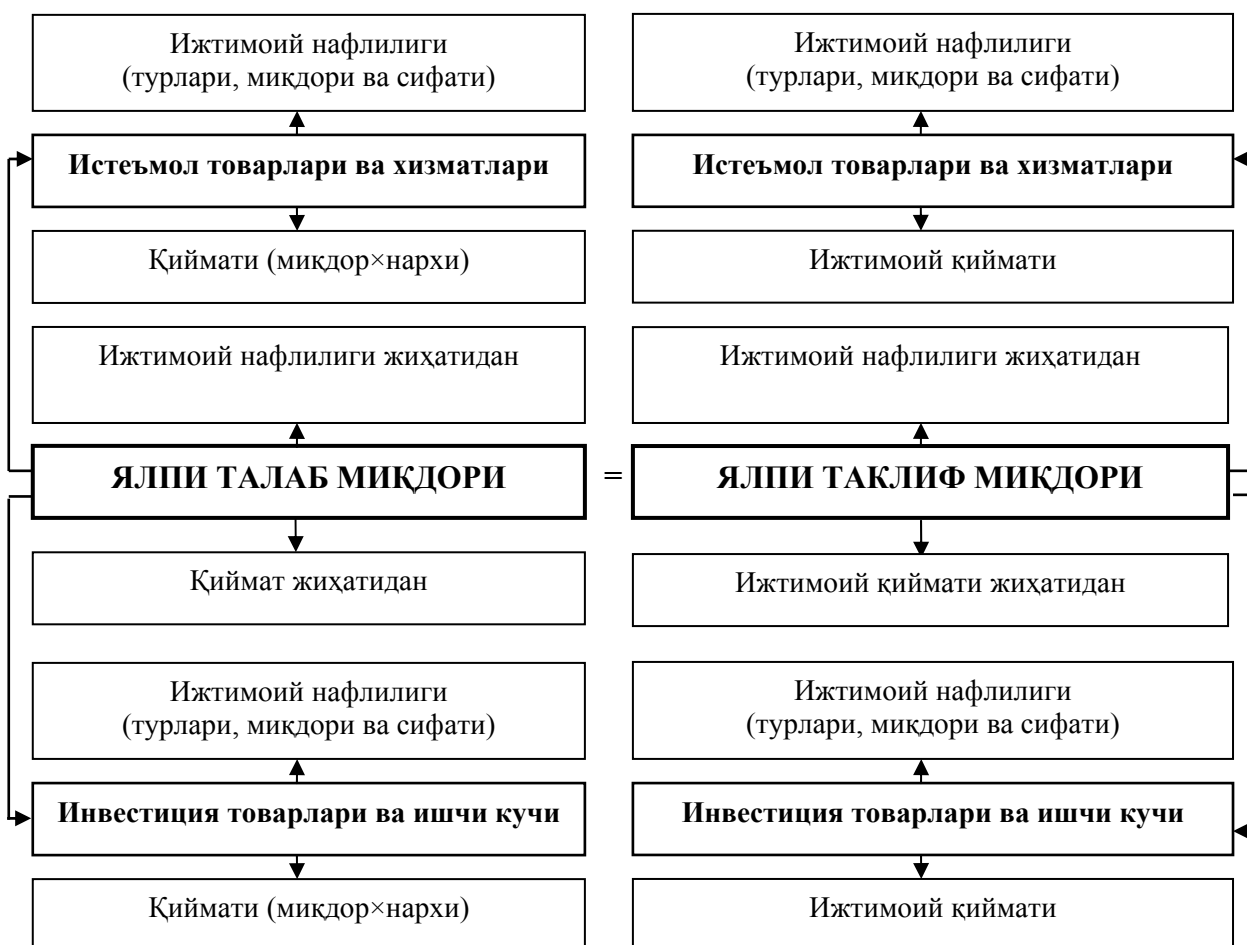 Ижтимоий нафлилиги
(турлари, миқдори ва сифати)
Ижтимоий нафлилиги
(турлари, миқдори ва сифати)
Истеъмол товарлари ва хизматлари
Истеъмол товарлари ва хизматлари
Қиймати (миқдор×нархи)
Ижтимоий қиймати
Ижтимоий нафлилиги жиҳатидан
Ижтимоий нафлилиги жиҳатидан
ЯЛПИ ТАЛАБ МИҚДОРИ
=
ЯЛПИ ТАКЛИФ МИҚДОРИ
Қиймат жиҳатидан
Ижтимоий қиймати жиҳатидан
Ижтимоий нафлилиги
(турлари, миқдори ва сифати)
Ижтимоий нафлилиги
(турлари, миқдори ва сифати)
Инвестиция товарлари ва ишчи кучи
Инвестиция товарлари ва ишчи кучи
Қиймати (миқдор×нархи)
Ижтимоий қиймати